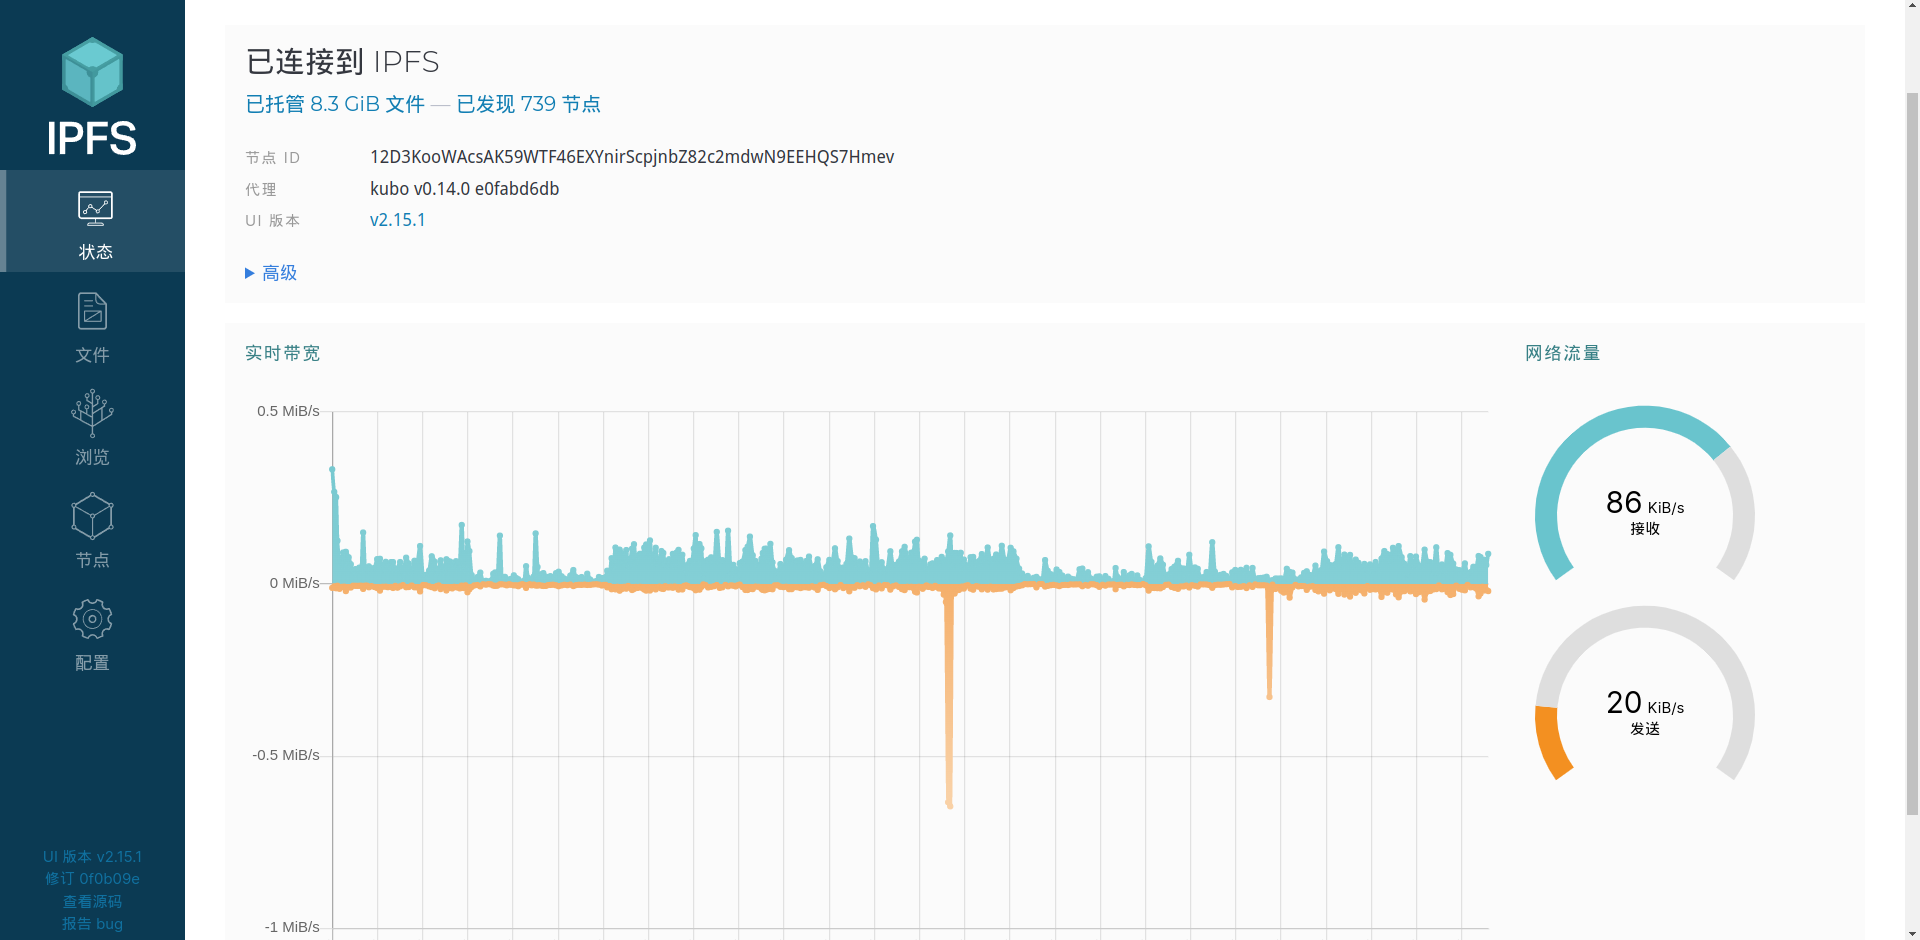 IPFS
状态
文件
浏览
节点
配置
UI 版本 v2.15.1
修订 0f0b09e
查看源码
报告 bug
已连接到 IPFS
已托管 8.3 GiB 文件 — 已发现 739 节点
节点 ID 12D3KooWAcsAK59WTF46EXYnirScpjnbZ82c2mdwN9EEHQS7Hmev
代理 kubo v0.14.0 e0fabd6db
UI 版本 v2.15.1
高级
实时带宽
0.5 MiB/s
0 MiB/s
-0.5 MiB/s
-1 MiB/s
网络流量
86 KiB/s
接收
20 KiB/s
发送